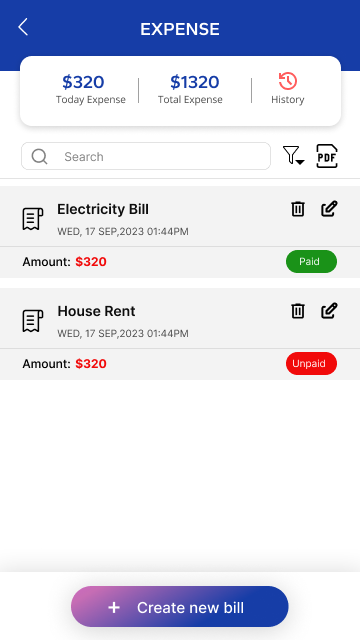 EXPENSE
$320 $1320
Today Expense Total Expense History
Search PDF
Electricity Bill
WED, 17 SEP,2023 01:44PM
Amount: $320 Paid
House Rent
WED, 17 SEP,2023 01:44PM
Amount: $320 Unpaid
+ Create new bill